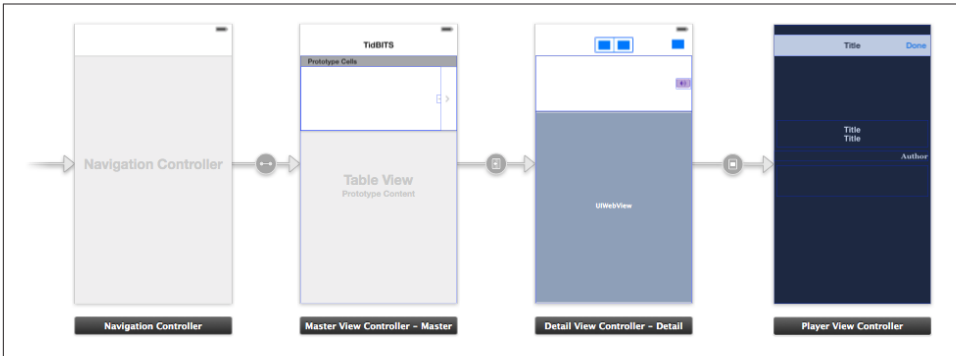 TidBITS
Title
Done
Prototype Cells
Navigation Controller
Table View
Prototype Content
UIWebView
Title
Title
Author
Navigation Controller
Master View Controller – Master
Detail View Controller – Detail
Player View Controller